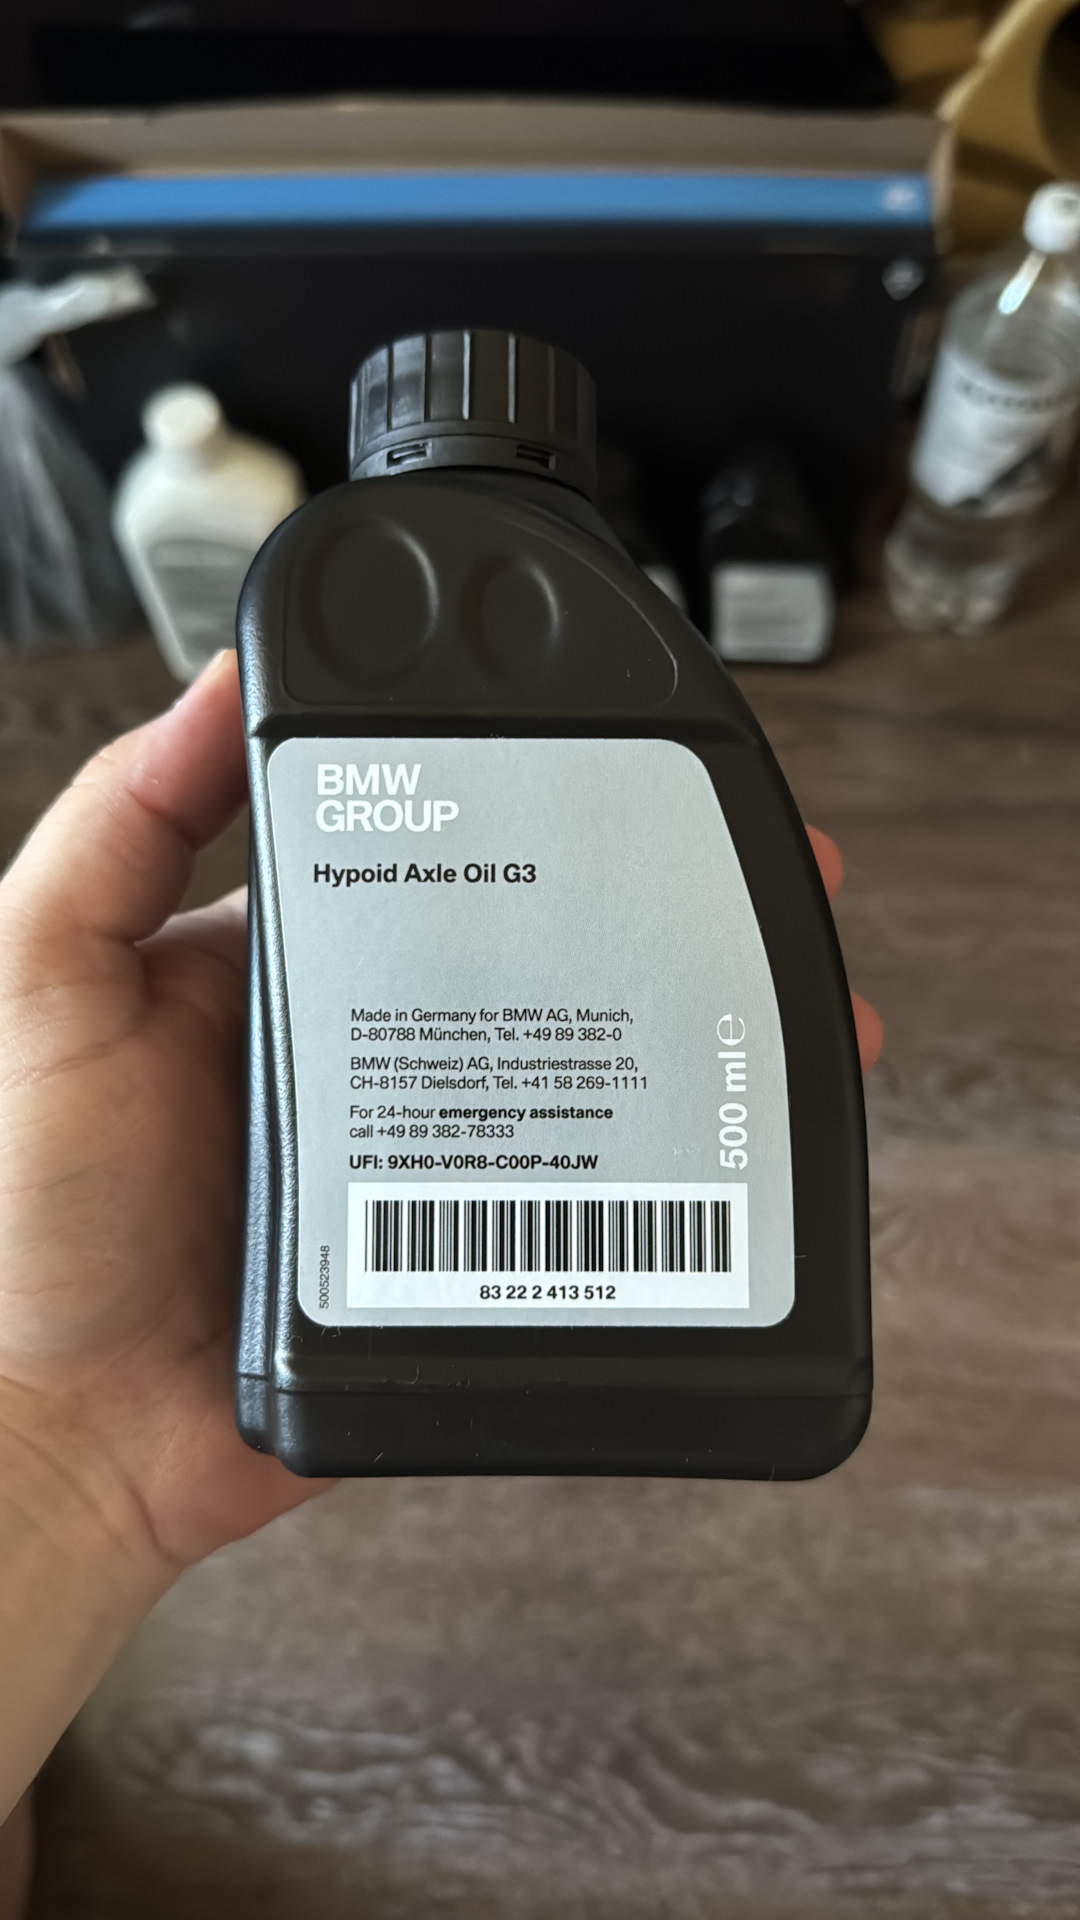 BMW
GROUP
Hypoid Axle Oil G3
Made in Germany for BMW AG, Munich,
D-80788 München, Tel. +49 89 382-0
BMW (Schweiz) AG, Industriestrasse 20,
CH-8157 Dielsdorf, Tel. +41 58 269-1111
For 24-hour emergency assistance
call +49 89 382-78333
UFI: 9XH0-V0R8-C00P-40JW
500 ml e
500523948
83 22 2 413 512